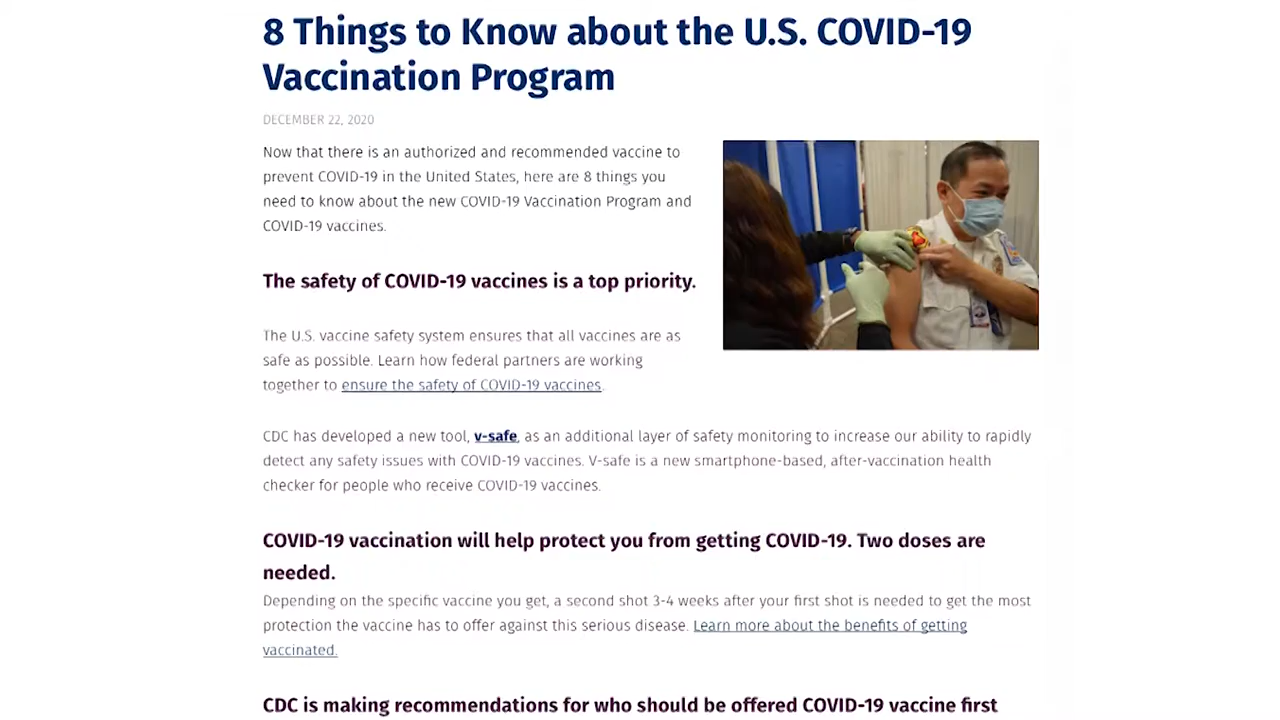 8 Things to Know about the U.S. COVID-19
Vaccination Program
DECEMBER 22, 2020
Now that there is an authorized and recommended vaccine to
prevent COVID-19 in the United States, here are 8 things you
need to know about the new COVID-19 Vaccination Program and
COVID-19 vaccines.
The safety of COVID-19 vaccines is a top priority.
The U.S. vaccine safety system ensures that all vaccines are as
safe as possible. Learn how federal partners are working
together to ensure the safety of COVID-19 vaccines.
CDC has developed a new tool, v-safe, as an additional layer of safety monitoring to increase our ability to rapidly
detect any safety issues with COVID-19 vaccines. V-safe is a new smartphone-based, after-vaccination health
checker for people who receive COVID-19 vaccines.
COVID-19 vaccination will help protect you from getting COVID-19. Two doses are
needed.
Depending on the specific vaccine you get, a second shot 3-4 weeks after your first shot is needed to get the most
protection the vaccine has to offer against this serious disease. Learn more about the benefits of getting
vaccinated.
CDC is making recommendations for who should be offered COVID-19 vaccine first